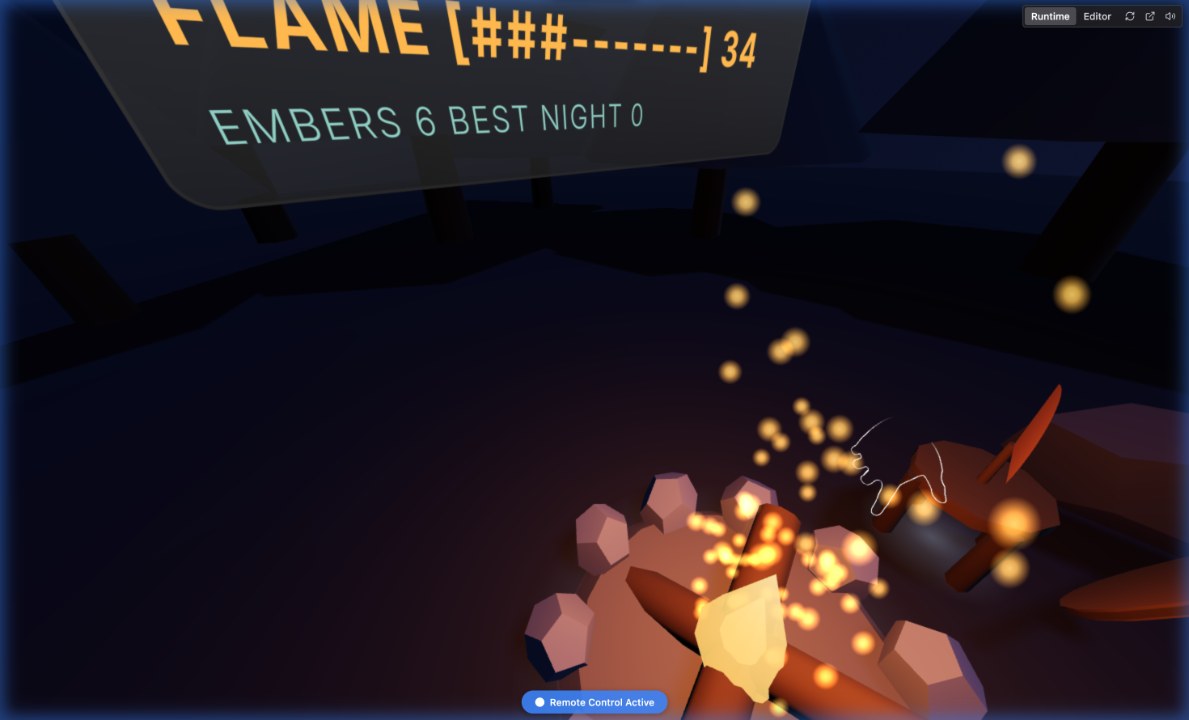 Runtime Editor
FLAME [###-------] 34
EMBERS 6 BEST NIGHT 0
Remote Control Active